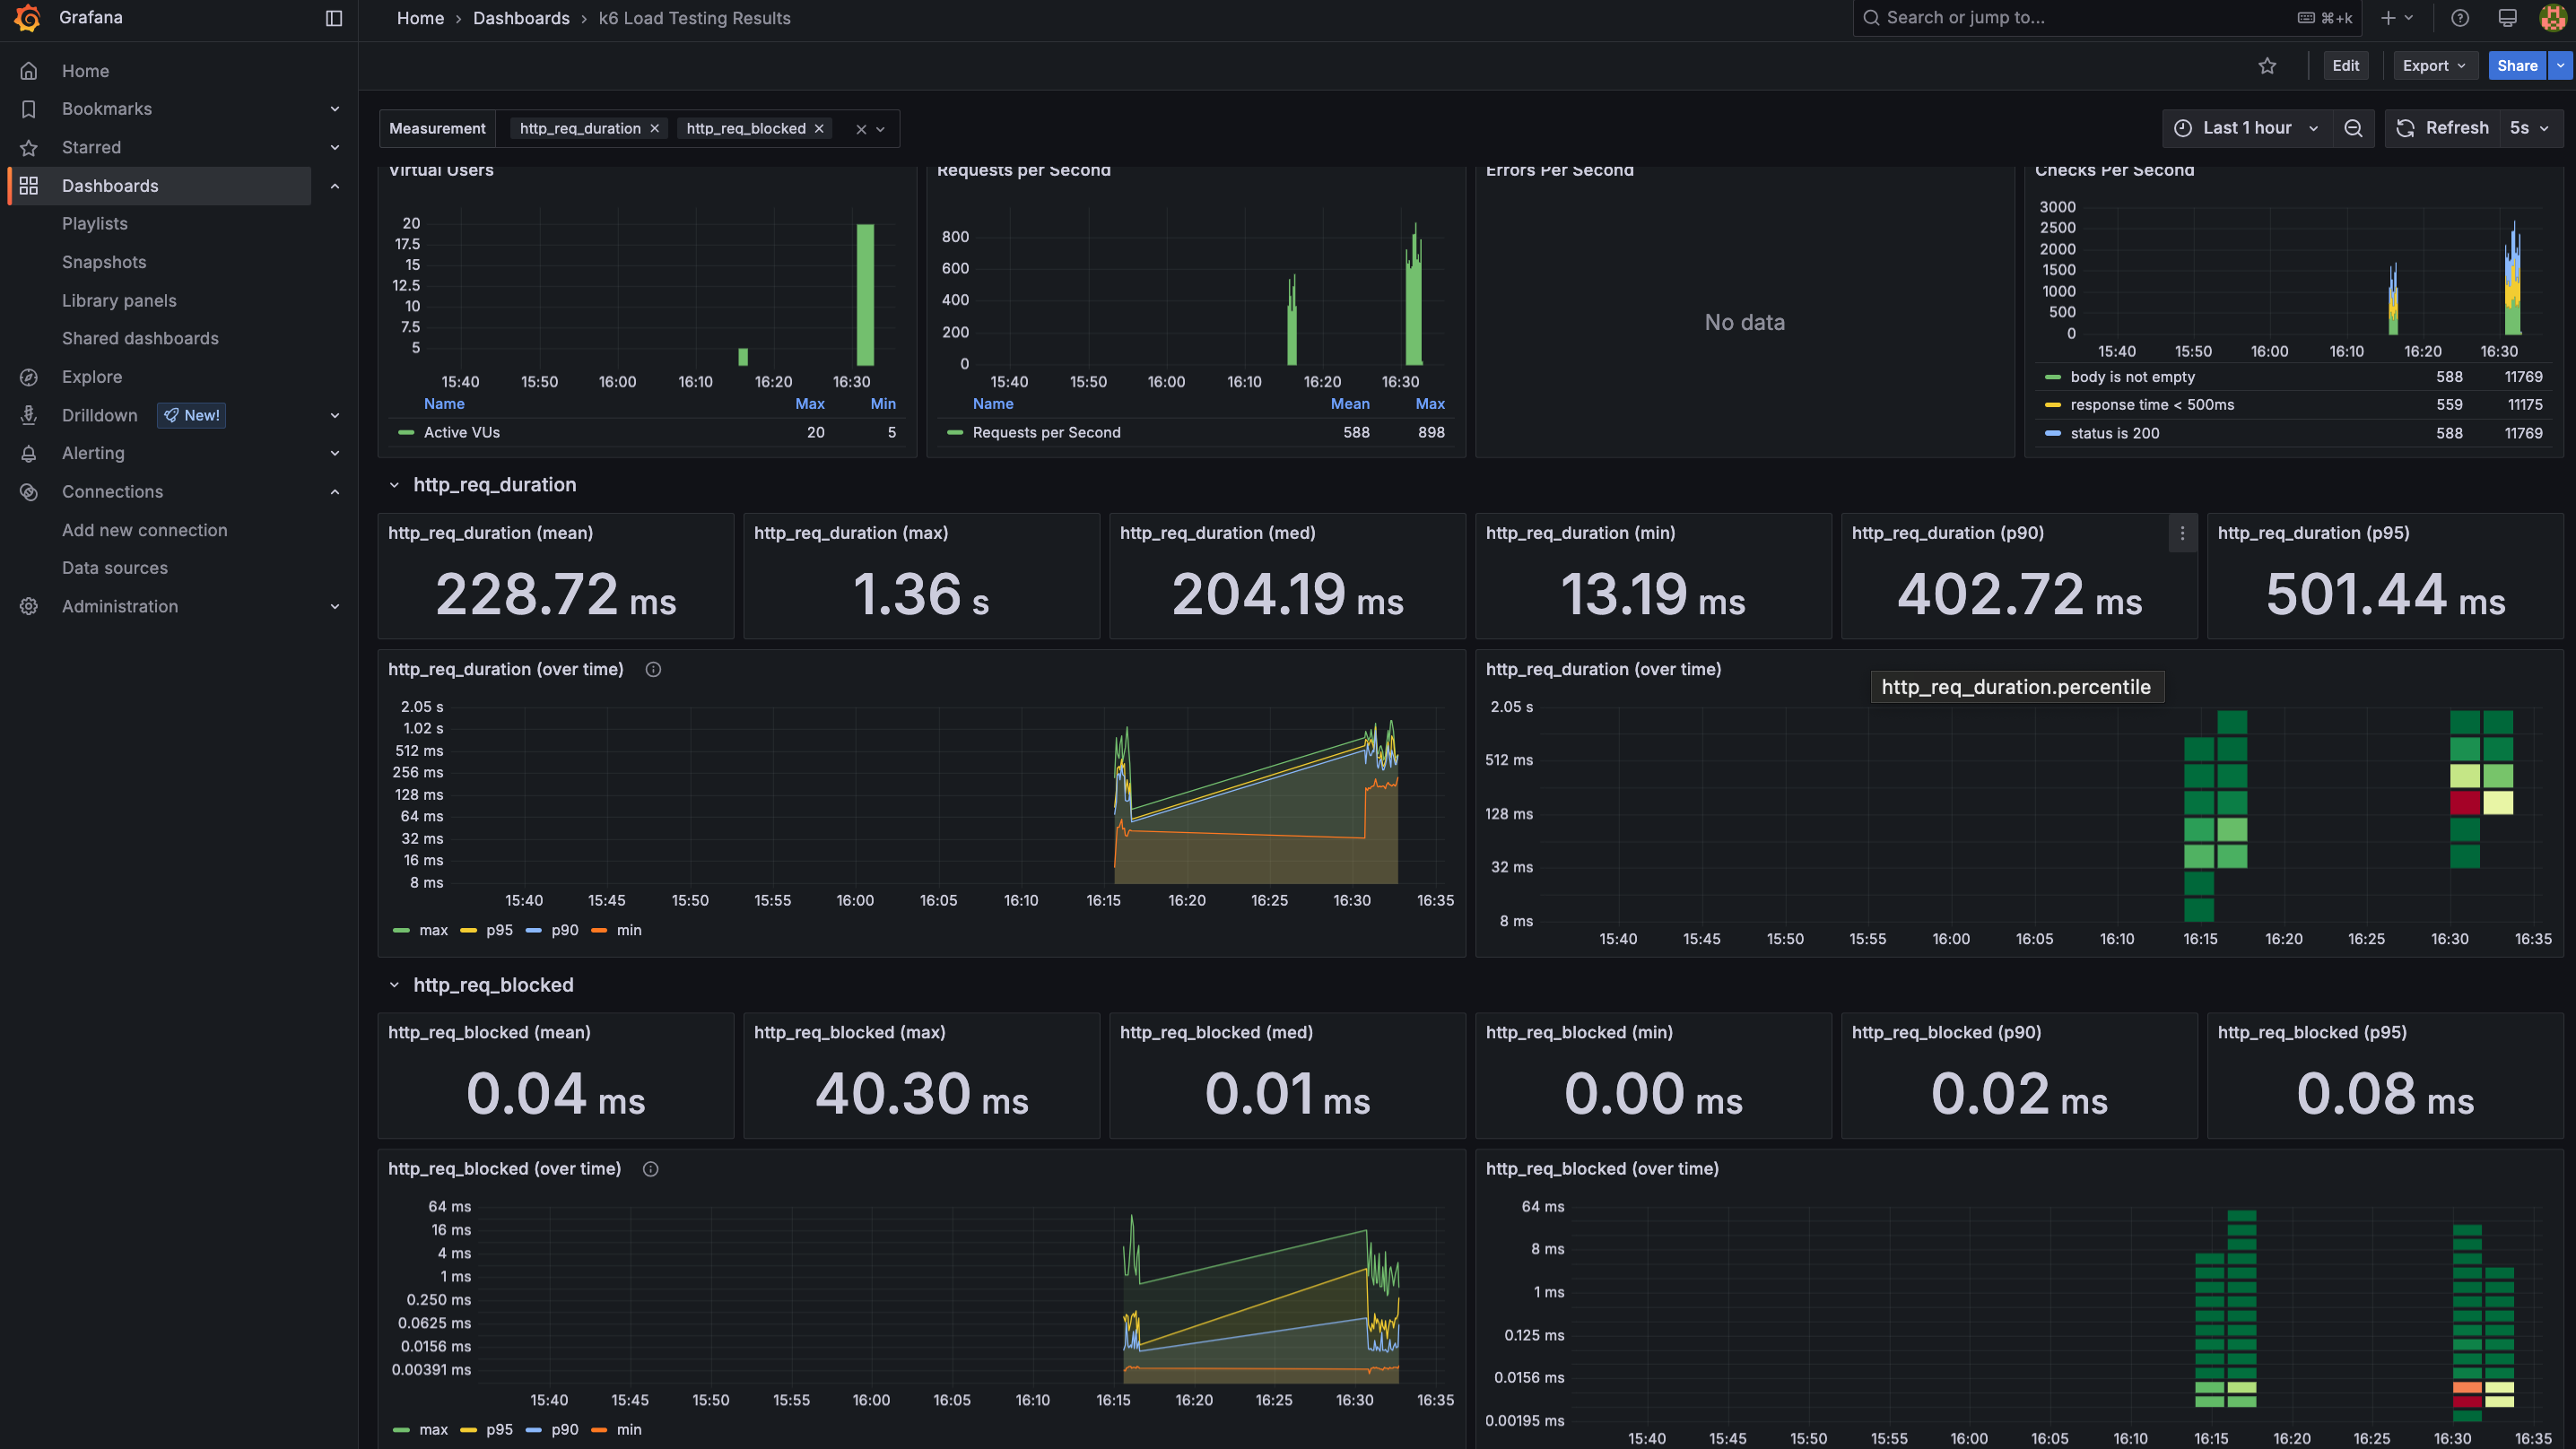 Grafana
Home › Dashboards › k6 Load Testing Results
Search or jump to...
⌘+k
Home
Bookmarks
Starred
Dashboards
Playlists
Snapshots
Library panels
Shared dashboards
Explore
Drilldown New!
Alerting
Connections
Add new connection
Data sources
Administration
Edit
Export
Share
Measurement http_req_duration × http_req_blocked ×
Last 1 hour
Refresh 5s
Virtual Users
20
17.5
15
12.5
10
7.5
5
15:40 15:50 16:00 16:10 16:20 16:30
Name Max Min
Active VUs 20 5
Requests per Second
800
600
400
200
0
15:40 15:50 16:00 16:10 16:20 16:30
Name Mean Max
Requests per Second 588 898
Errors Per Second
No data
Checks Per Second
3000
2500
2000
1500
1000
500
0
15:40 15:50 16:00 16:10 16:20 16:30
body is not empty 588 11769
response time < 500ms 559 11175
status is 200 588 11769
http_req_duration
http_req_duration (mean)
228.72 ms
http_req_duration (max)
1.36 s
http_req_duration (med)
204.19 ms
http_req_duration (min)
13.19 ms
http_req_duration (p90)
402.72 ms
http_req_duration (p95)
501.44 ms
http_req_duration (over time)
2.05 s
1.02 s
512 ms
256 ms
128 ms
64 ms
32 ms
16 ms
8 ms
15:40 15:45 15:50 15:55 16:00 16:05 16:10 16:15 16:20 16:25 16:30 16:35
max p95 p90 min
http_req_duration (over time)
http_req_duration.percentile
2.05 s
512 ms
128 ms
32 ms
8 ms
15:40 15:45 15:50 15:55 16:00 16:05 16:10 16:15 16:20 16:25 16:30 16:35
http_req_blocked
http_req_blocked (mean)
0.04 ms
http_req_blocked (max)
40.30 ms
http_req_blocked (med)
0.01 ms
http_req_blocked (min)
0.00 ms
http_req_blocked (p90)
0.02 ms
http_req_blocked (p95)
0.08 ms
http_req_blocked (over time)
64 ms
16 ms
4 ms
1 ms
0.250 ms
0.0625 ms
0.0156 ms
0.00391 ms
15:40 15:45 15:50 15:55 16:00 16:05 16:10 16:15 16:20 16:25 16:30 16:35
max p95 p90 min
http_req_blocked (over time)
64 ms
8 ms
1 ms
0.125 ms
0.0156 ms
0.00195 ms
15:40 15:45 15:50 15:55 16:00 16:05 16:10 16:15 16:20 16:25 16:30 16:35